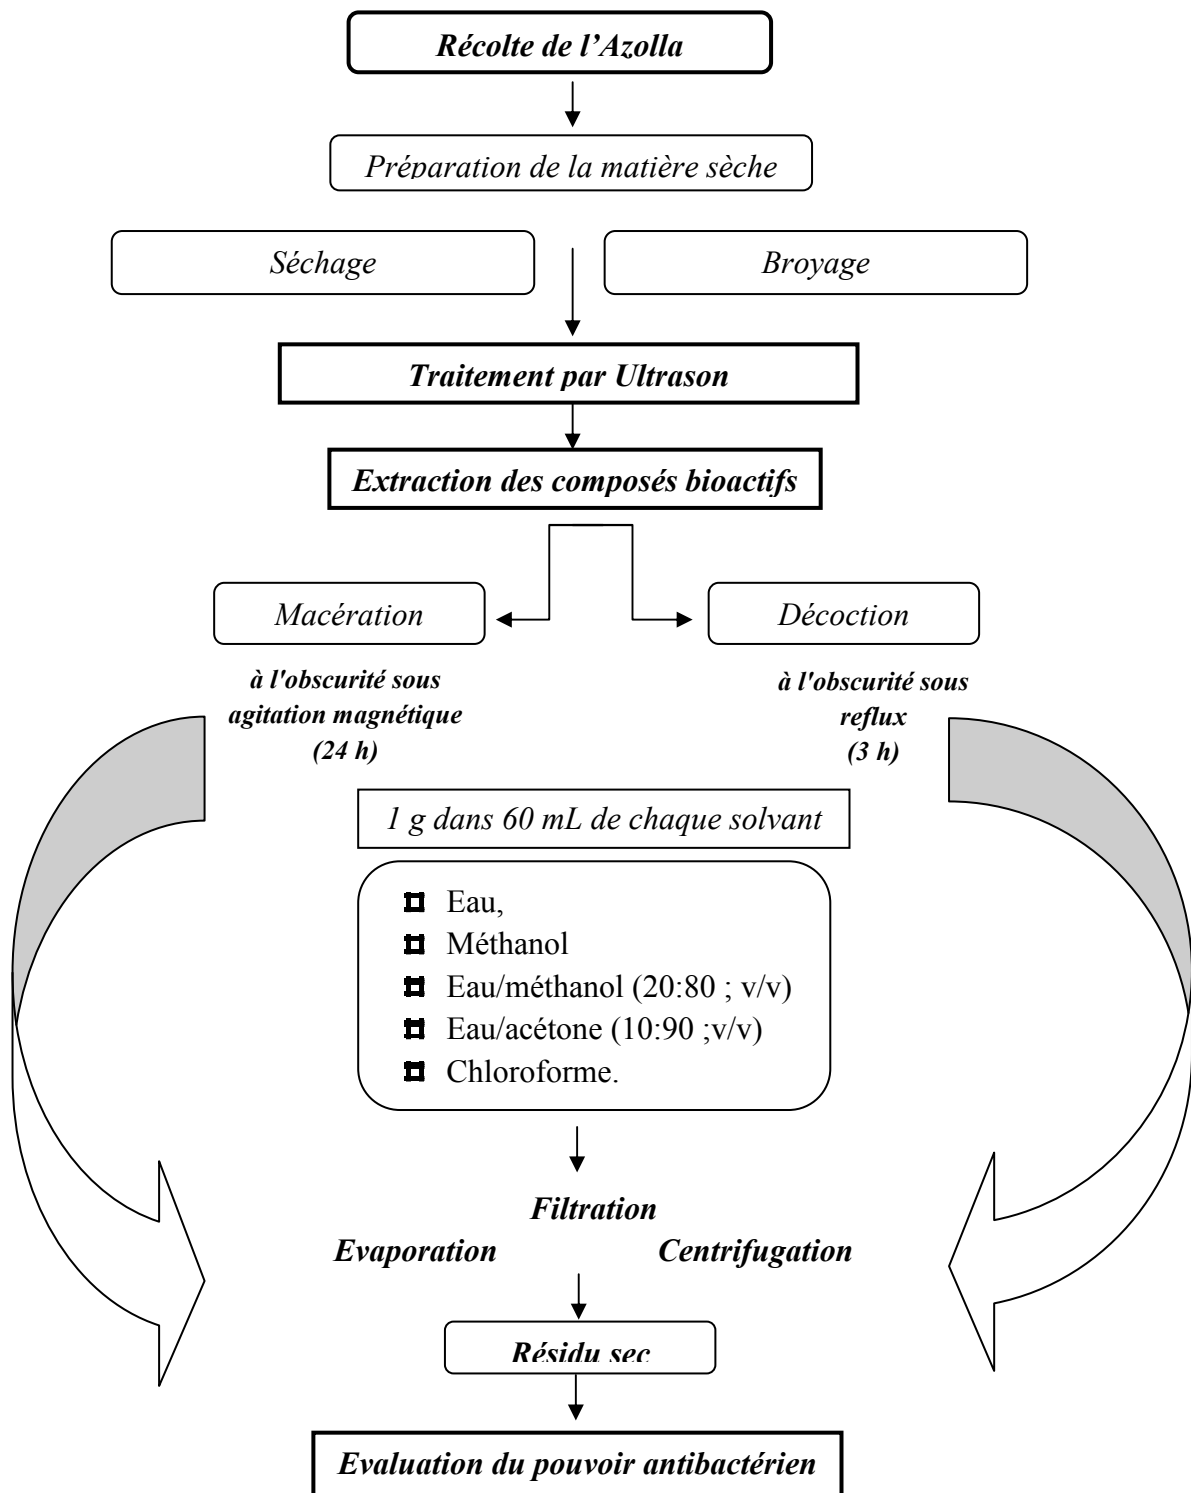 Récolte de l'Azolla
Préparation de la matière sèche
Séchage
Broyage
Traitement par Ultrason
Extraction des composés bioactifs
Macération
Décoction
à l'obscurité sous
agitation magnétique
(24 h)
à l'obscurité sous
reflux
(3 h)
1 g dans 60 mL de chaque solvant
Eau,
Méthanol
Eau/méthanol (20:80 ; v/v)
Eau/acétone (10:90 ;v/v)
Chloroforme.
Filtration
Evaporation
Centrifugation
Résidu sec
Evaluation du pouvoir antibactérien